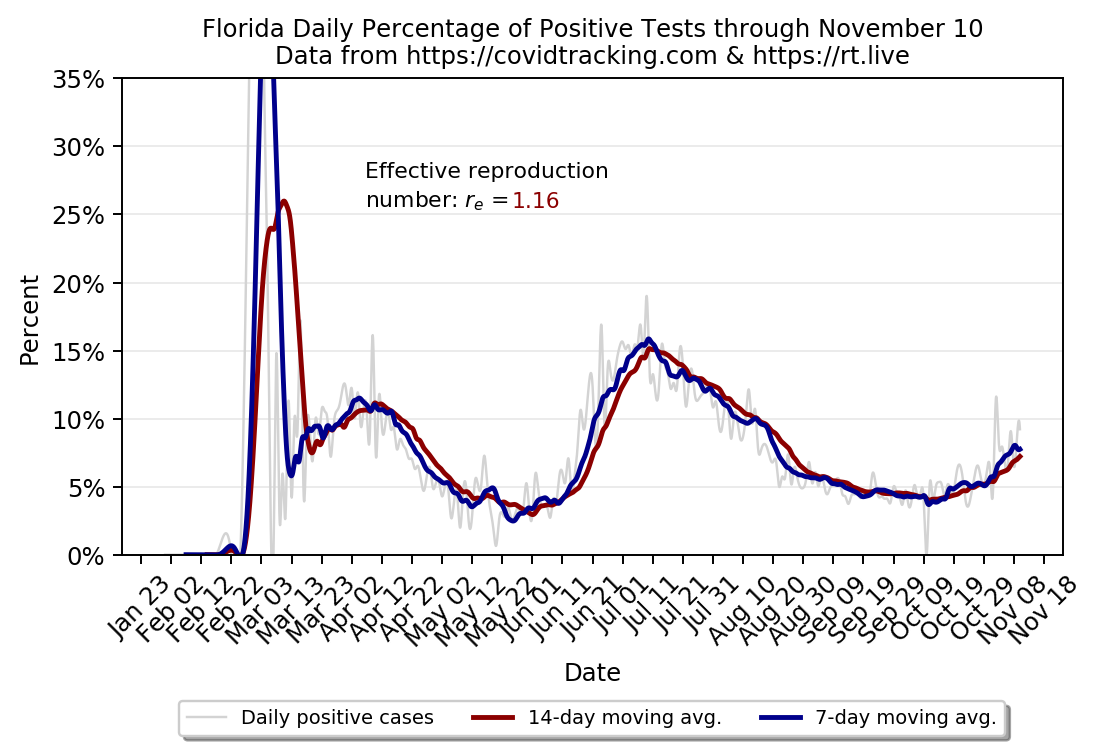 Florida Daily Percentage of Positive Tests through November 10
Data from https://covidtracking.com & https://rt.live
35%
30%
25%
20%
15%
10%
5%
0%
Percent
Effective reproduction
number: rₑ = 1.16
Jan 23
Feb 02
Feb 12
Feb 22
Mar 03
Mar 13
Mar 23
Apr 02
Apr 12
Apr 22
May 02
May 12
May 22
Jun 01
Jun 11
Jun 21
Jul 01
Jul 11
Jul 21
Jul 31
Aug 10
Aug 20
Aug 30
Sep 09
Sep 19
Sep 29
Oct 09
Oct 19
Oct 29
Nov 08
Nov 18
Date
Daily positive cases
14-day moving avg.
7-day moving avg.